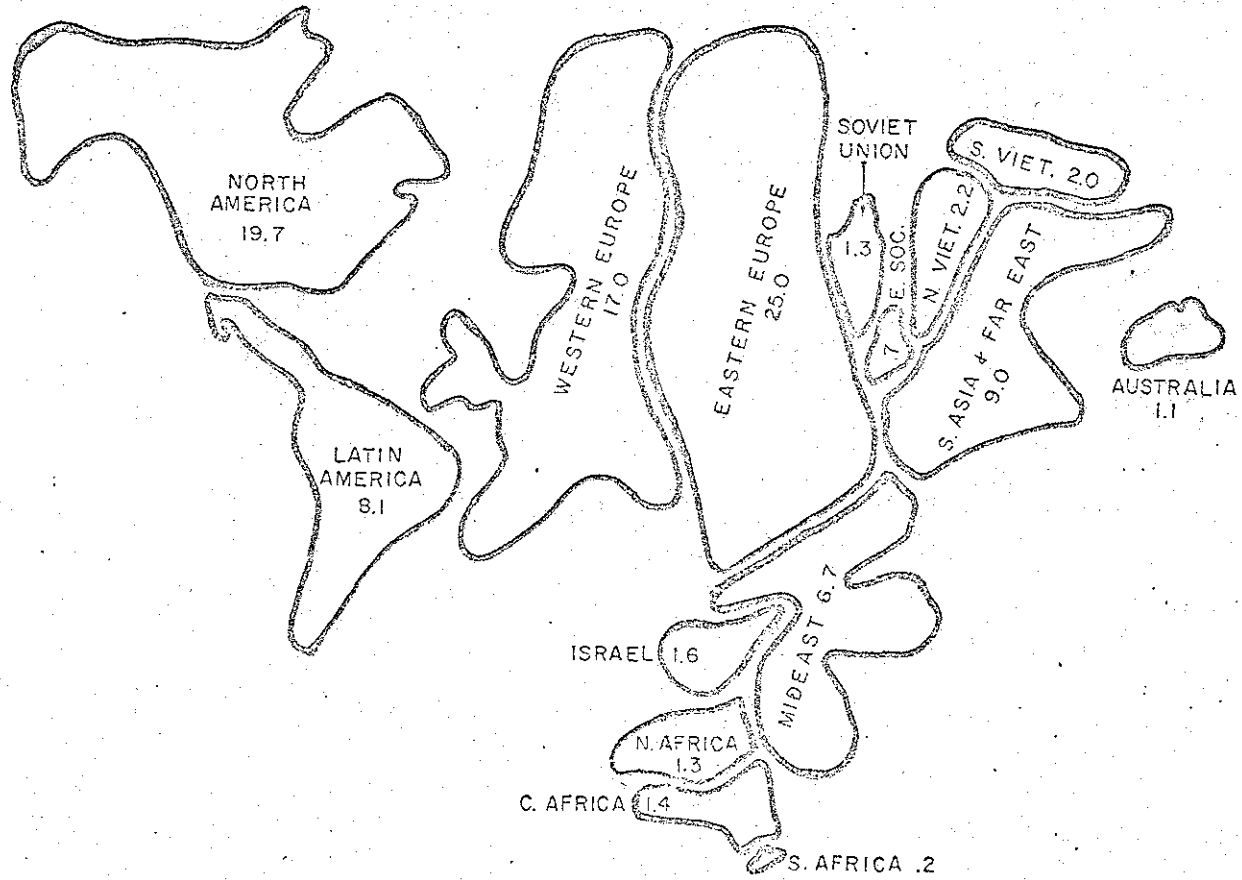 NORTH
AMERICA
19.7
LATIN
AMERICA
8.1
WESTERN EUROPE
17.0
EASTERN EUROPE
25.0
SOVIET
UNION
1.3
E. SOC.
7
N. VIET. 2.2
S. VIET. 2.0
S. ASIA & FAR EAST
9.0
AUSTRALIA
1.1
MIDEAST 6.7
ISRAEL 1.6
N. AFRICA
1.3
C. AFRICA 1.4
S. AFRICA .2